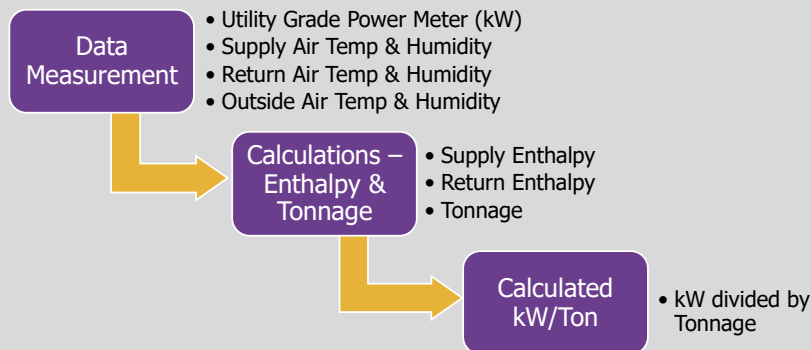 Data
Measurement
• Utility Grade Power Meter (kW)
• Supply Air Temp & Humidity
• Return Air Temp & Humidity
• Outside Air Temp & Humidity
Calculations –
Enthalpy &
Tonnage
• Supply Enthalpy
• Return Enthalpy
• Tonnage
Calculated
kW/Ton
• kW divided by
Tonnage